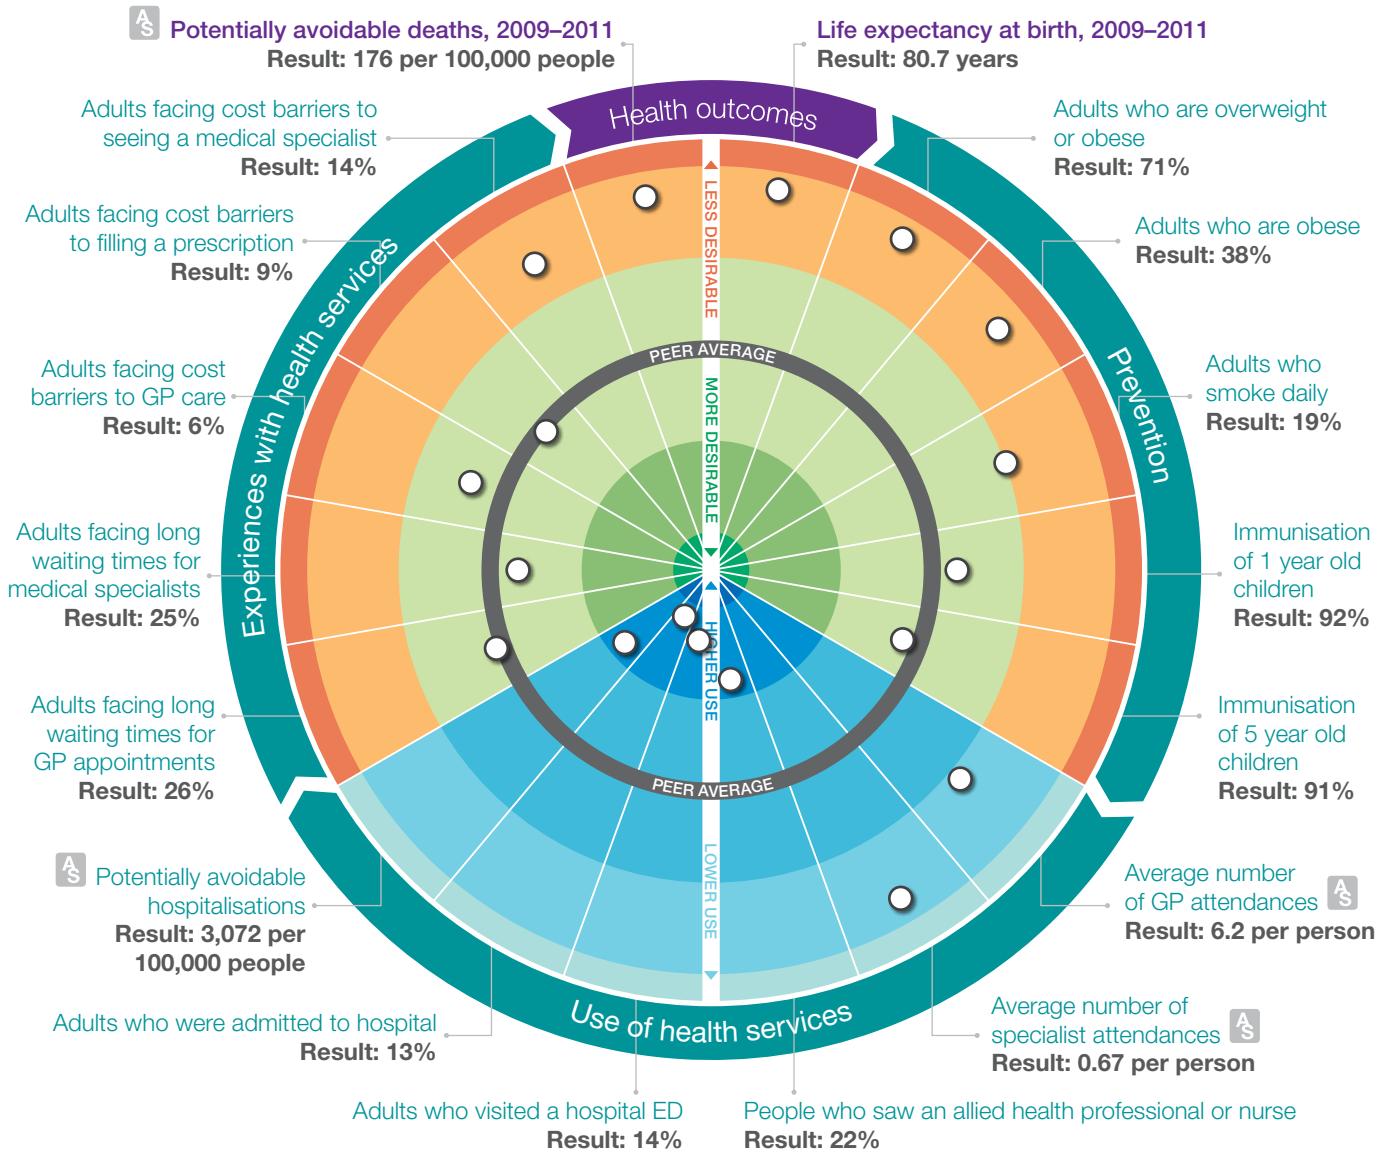 AS Potentially avoidable deaths, 2009–2011
Result: 176 per 100,000 people
Life expectancy at birth, 2009–2011
Result: 80.7 years
Adults facing cost barriers to
seeing a medical specialist
Result: 14%
Health outcomes
Adults who are overweight
or obese
Result: 71%
Adults facing cost barriers
to filling a prescription
Result: 9%
Adults who are obese
Result: 38%
LESS DESIRABLE
PEER AVERAGE
MORE DESIRABLE
Experiences with health services
Prevention
Adults facing cost
barriers to GP care
Result: 6%
Adults who
smoke daily
Result: 19%
Adults facing long
waiting times for
medical specialists
Result: 25%
Immunisation
of 1 year old
children
Result: 92%
HIGHER USE
PEER AVERAGE
LOWER USE
Adults facing long
waiting times for
GP appointments
Result: 26%
Immunisation
of 5 year old
children
Result: 91%
AS Potentially avoidable
hospitalisations
Result: 3,072 per
100,000 people
Average number
of GP attendances AS
Result: 6.2 per person
Use of health services
Adults who were admitted to hospital
Result: 13%
Average number of
specialist attendances AS
Result: 0.67 per person
Adults who visited a hospital ED
Result: 14%
People who saw an allied health professional or nurse
Result: 22%